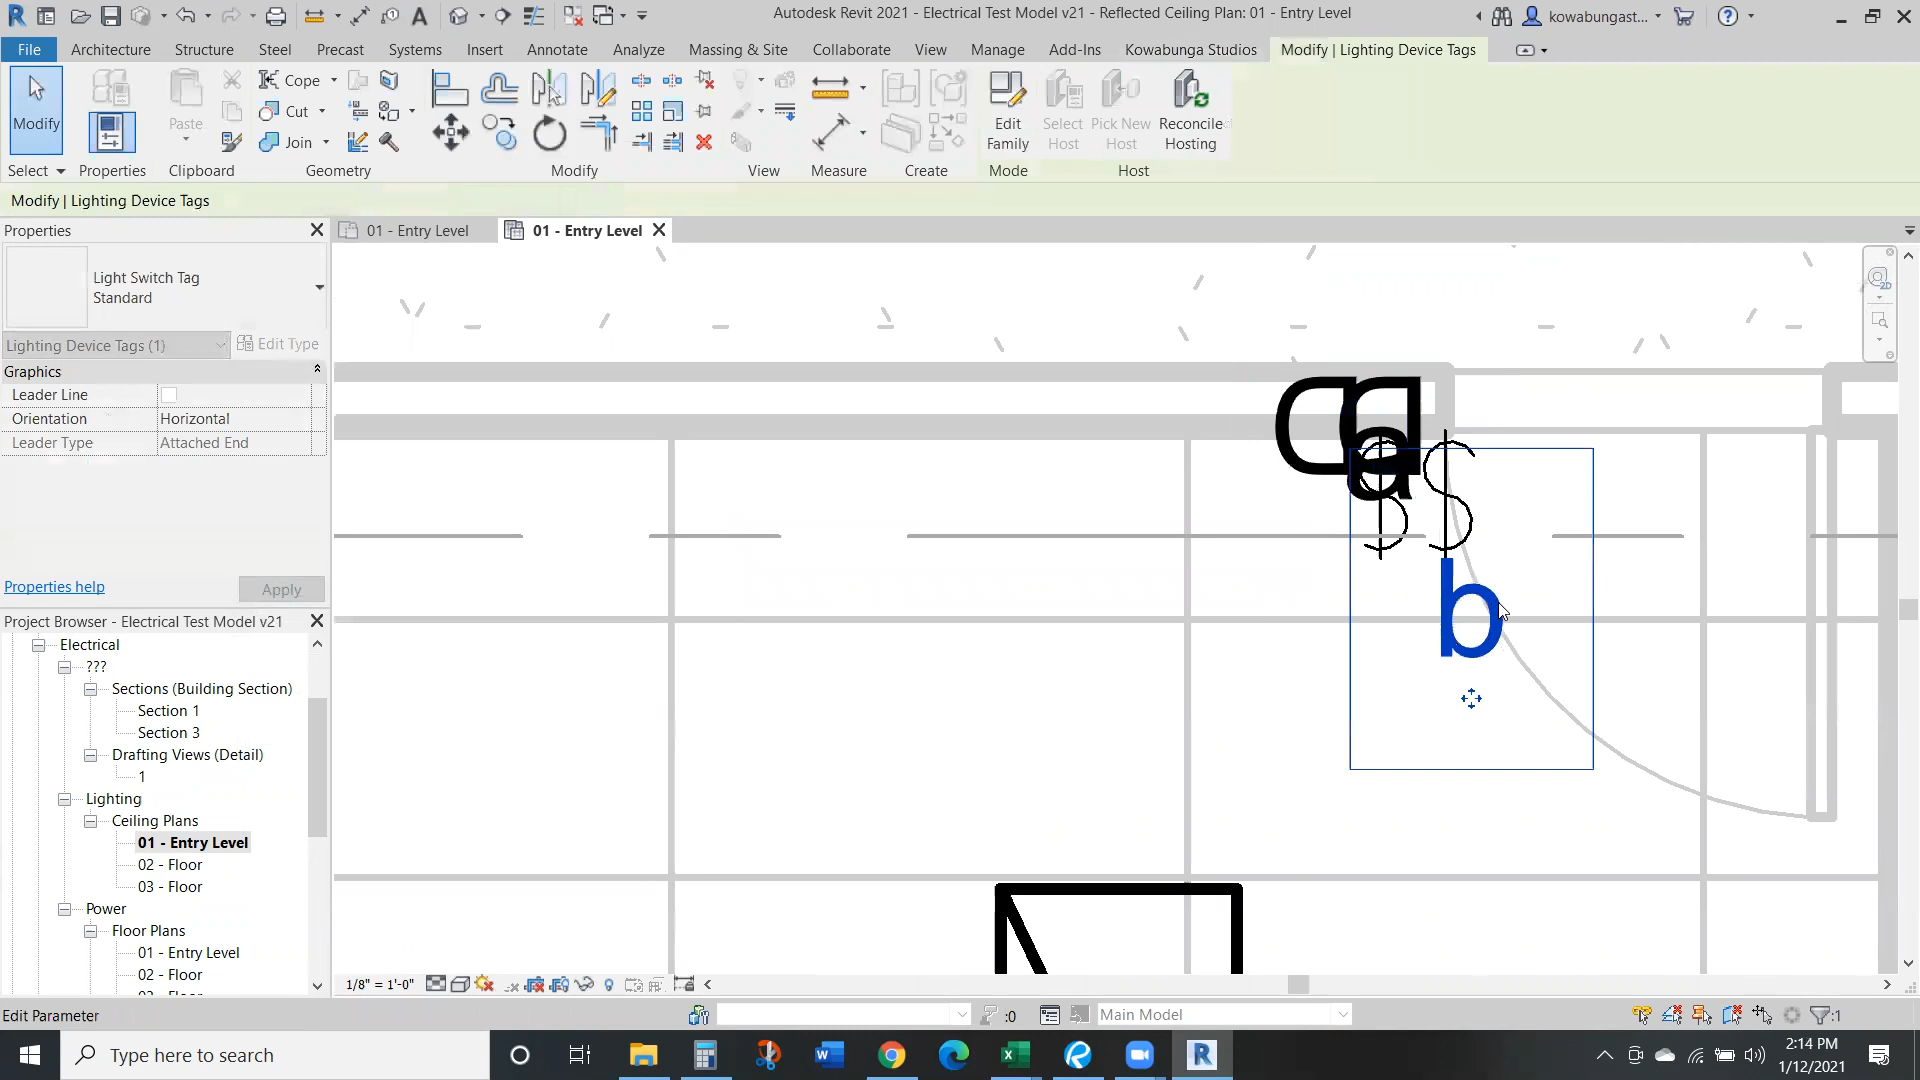 Autodesk Revit 2021 - Electrical Test Model v21 - Reflected Ceiling Plan: 01 - Entry Level
kowabungast...
File Architecture Structure Steel Precast Systems Insert Annotate Analyze Massing & Site Collaborate View Manage Add-Ins Kowabunga Studios Modify | Lighting Device Tags
Modify
Paste
Cope
Cut
Join
Edit Family
Select Host
Pick New Host
Reconcile Hosting
Select Properties Clipboard Geometry Modify View Measure Create Mode Host
Modify | Lighting Device Tags
Properties
01 - Entry Level
01 - Entry Level
Light Switch Tag
Standard
Lighting Device Tags (1)
Edit Type
Graphics
Leader Line
Orientation Horizontal
Leader Type Attached End
Properties help
Apply
Project Browser - Electrical Test Model v21
Electrical
???
Sections (Building Section)
Section 1
Section 3
Drafting Views (Detail)
1
Lighting
Ceiling Plans
01 - Entry Level
02 - Floor
03 - Floor
Power
Floor Plans
01 - Entry Level
02 - Floor
a
$ $
b
2D
1/8" = 1'-0"
Edit Parameter
:0
Main Model
:1
Type here to search
2:14 PM
1/12/2021